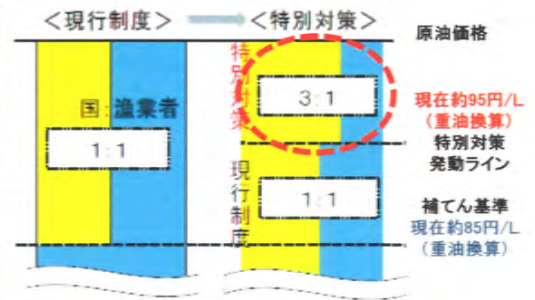 ＜現行制度＞
＜特別対策＞
原油価格
特別対策
3：1
国：漁業者
現在約95円/L
（重油換算）
特別対策
発動ライン
1：1
現行制度
1：1
補てん基準
現在約85円/L
（重油換算）